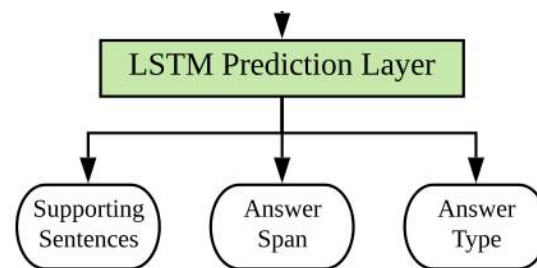 LSTM Prediction Layer
Supporting
Sentences
Answer
Span
Answer
Type